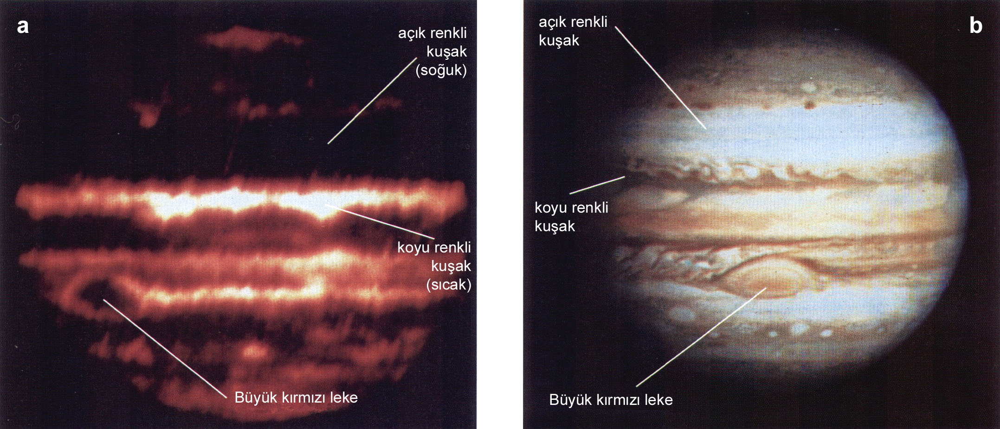 a
açık renkli
kuşak
(soğuk)
koyu renkli
kuşak
(sıcak)
Büyük kırmızı leke
b
açık renkli
kuşak
koyu renkli
kuşak
Büyük kırmızı leke